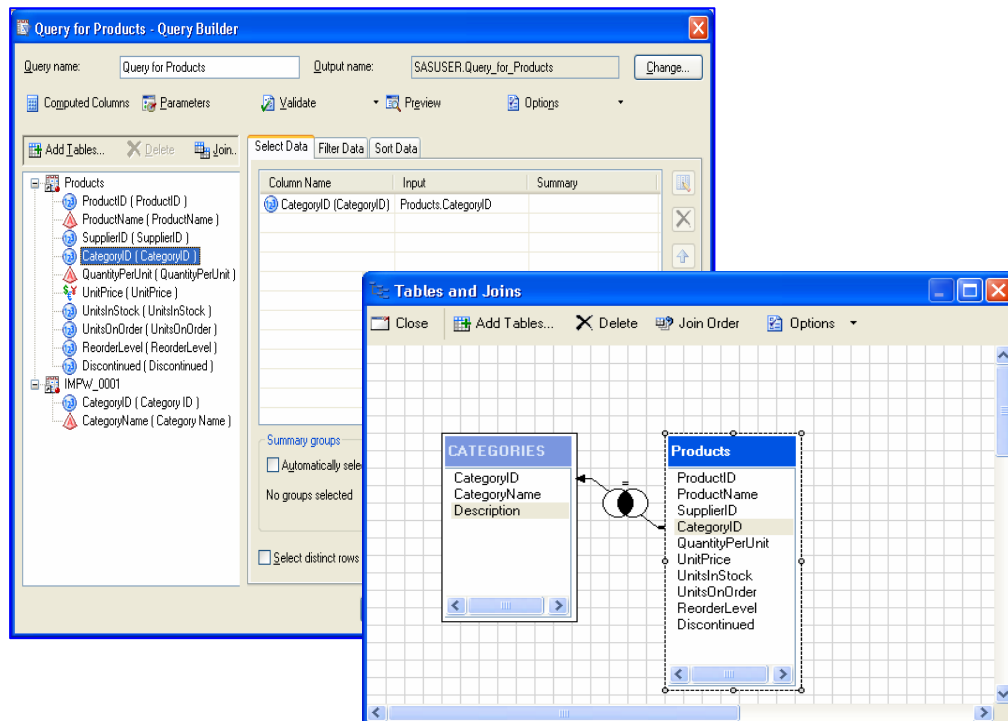 Query for Products - Query Builder
Query name: Query for Products Output name: SASUSER.Query_for_Products Change...
Computed Columns Parameters Validate Preview Options
Add Tables... Delete Join..
Select Data Filter Data Sort Data
Products
ProductID ( ProductID )
ProductName ( ProductName )
SupplierID ( SupplierID )
CategoryID ( CategoryID )
QuantityPerUnit ( QuantityPerUnit )
UnitPrice ( UnitPrice )
UnitsInStock ( UnitsInStock )
UnitsOnOrder ( UnitsOnOrder )
ReorderLevel ( ReorderLevel )
Discontinued ( Discontinued )
IMPW_0001
CategoryID ( Category ID )
CategoryName ( Category Name )
Column Name Input Summary
CategoryID (CategoryID) Products.CategoryID
Summary groups
Automatically sele
No groups selected
Select distinct rows
Tables and Joins
Close Add Tables... Delete Join Order Options
CATEGORIES
CategoryID
CategoryName
Description
=
Products
ProductID
ProductName
SupplierID
CategoryID
QuantityPerUnit
UnitPrice
UnitsInStock
UnitsOnOrder
ReorderLevel
Discontinued